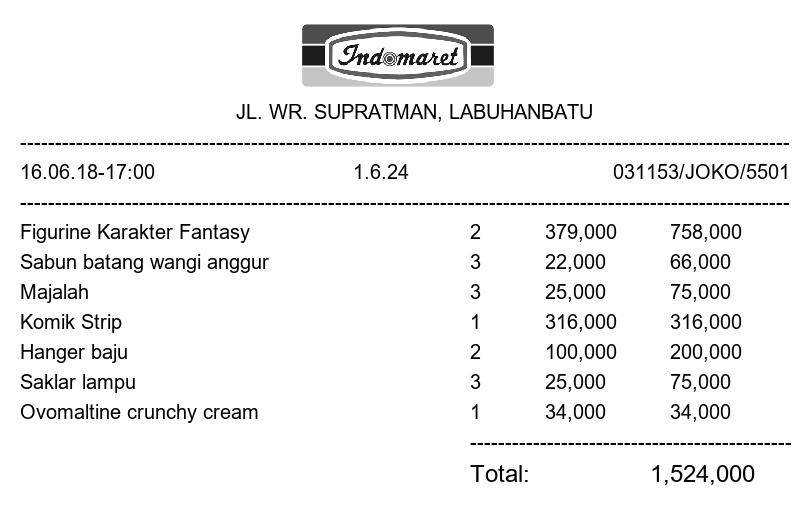 Indomaret
JL. WR. SUPRATMAN, LABUHANBATU
16.06.18-17:00 1.6.24 031153/JOKO/5501
Figurine Karakter Fantasy 2 379,000 758,000
Sabun batang wangi anggur 3 22,000 66,000
Majalah 3 25,000 75,000
Komik Strip 1 316,000 316,000
Hanger baju 2 100,000 200,000
Saklar lampu 3 25,000 75,000
Ovomaltine crunchy cream 1 34,000 34,000
Total: 1,524,000